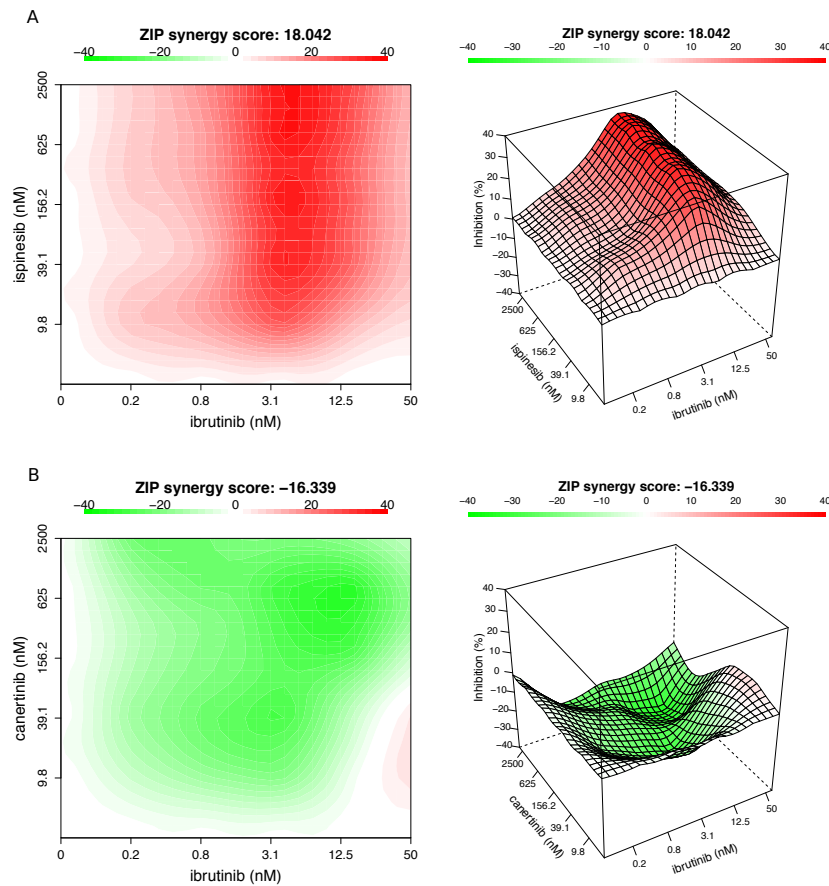 A
ZIP synergy score: 18.042
−40 −20 0 20 40
2500
625
156.2
39.1
9.8
ispinesib (nM)
0 0.2 0.8 3.1 12.5 50
ibrutinib (nM)
ZIP synergy score: 18.042
−40 −30 −20 −10 0 10 20 30 40
40
30
20
10
0
−10
−20
−30
−40
Inhibition (%)
2500
625
156.2
39.1
9.8
ispinesib (nM)
0.2 0.8 3.1 12.5 50
ibrutinib (nM)
B
ZIP synergy score: −16.339
−40 −20 0 20 40
2500
625
156.2
39.1
9.8
canertinib (nM)
0 0.2 0.8 3.1 12.5 50
ibrutinib (nM)
ZIP synergy score: −16.339
−40 −30 −20 −10 0 10 20 30 40
40
30
20
10
0
−10
−20
−30
−40
Inhibition (%)
2500
625
156.2
39.1
9.8
canertinib (nM)
0.2 0.8 3.1 12.5 50
ibrutinib (nM)